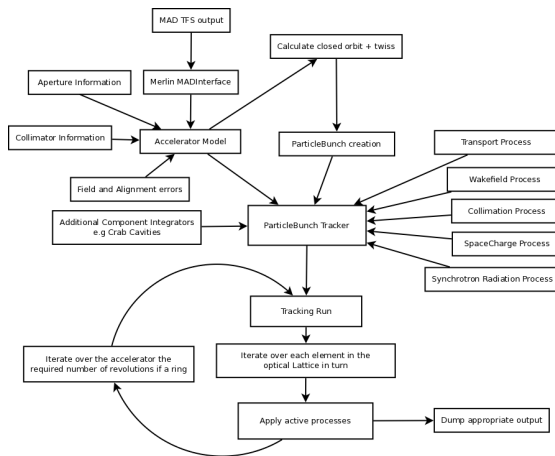 MAD TFS output
Calculate closed orbit + twiss
Aperture Information
Merlin MADInterface
Collimator Information
Accelerator Model
ParticleBunch creation
Transport Process
Wakefield Process
Field and Alignment errors
Collimation Process
Additional Component Integrators
e.g Crab Cavities
ParticleBunch Tracker
SpaceCharge Process
Synchrotron Radiation Process
Tracking Run
Iterate over the accelerator the
required number of revolutions if a ring
Iterate over each element in the
optical Lattice in turn
Apply active processes
Dump appropriate output